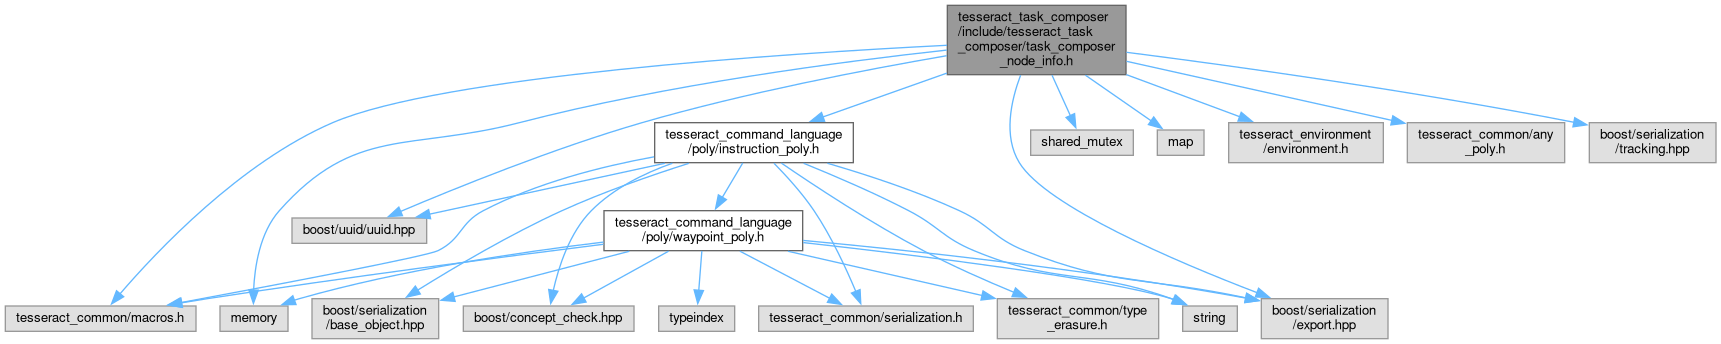 tesseract_task_composer
/include/tesseract_task
_composer/task_composer
_node_info.h
tesseract_command_language
/poly/instruction_poly.h
shared_mutex
map
tesseract_environment
/environment.h
tesseract_common/any
_poly.h
boost/serialization
/tracking.hpp
boost/uuid/uuid.hpp
tesseract_command_language
/poly/waypoint_poly.h
tesseract_common/macros.h
memory
boost/serialization
/base_object.hpp
boost/concept_check.hpp
typeindex
tesseract_common/serialization.h
tesseract_common/type
_erasure.h
string
boost/serialization
/export.hpp